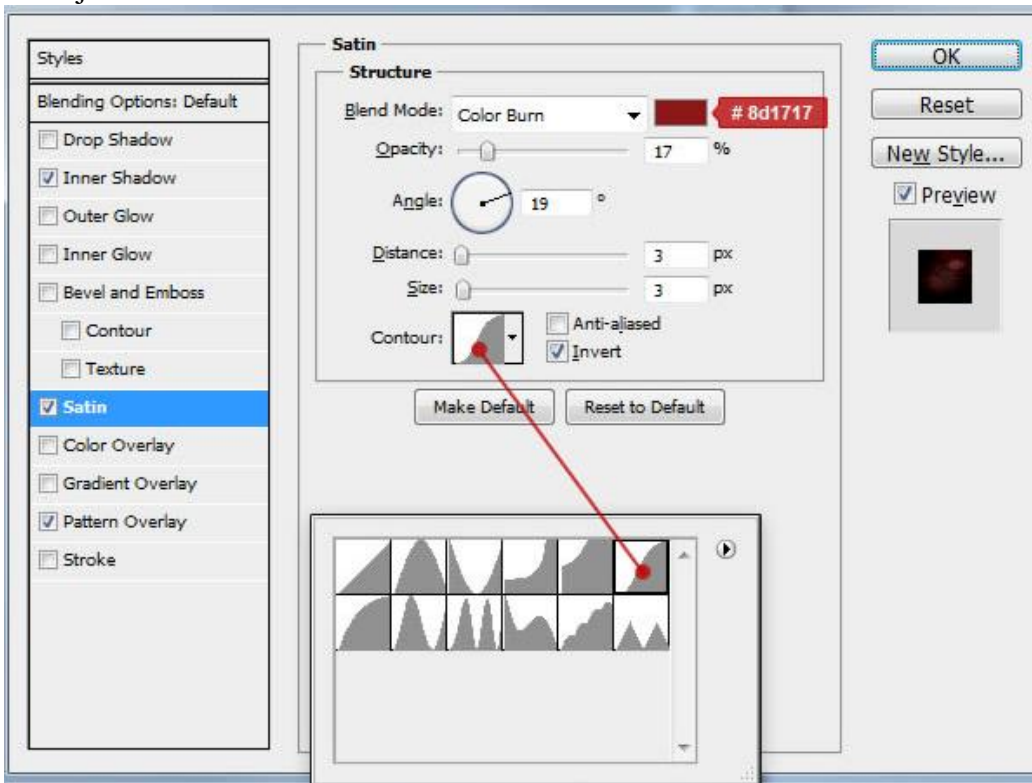 Styles
Blending Options: Default
Drop Shadow
Inner Shadow
Outer Glow
Inner Glow
Bevel and Emboss
Contour
Texture
Satin
Color Overlay
Gradient Overlay
Pattern Overlay
Stroke
Satin
Structure
Blend Mode: Color Burn # 8d1717
Opacity: 17 %
Angle: 19 °
Distance: 3 px
Size: 3 px
Contour: Anti-aliased
Invert
Make Default Reset to Default
OK
Reset
New Style...
Preview